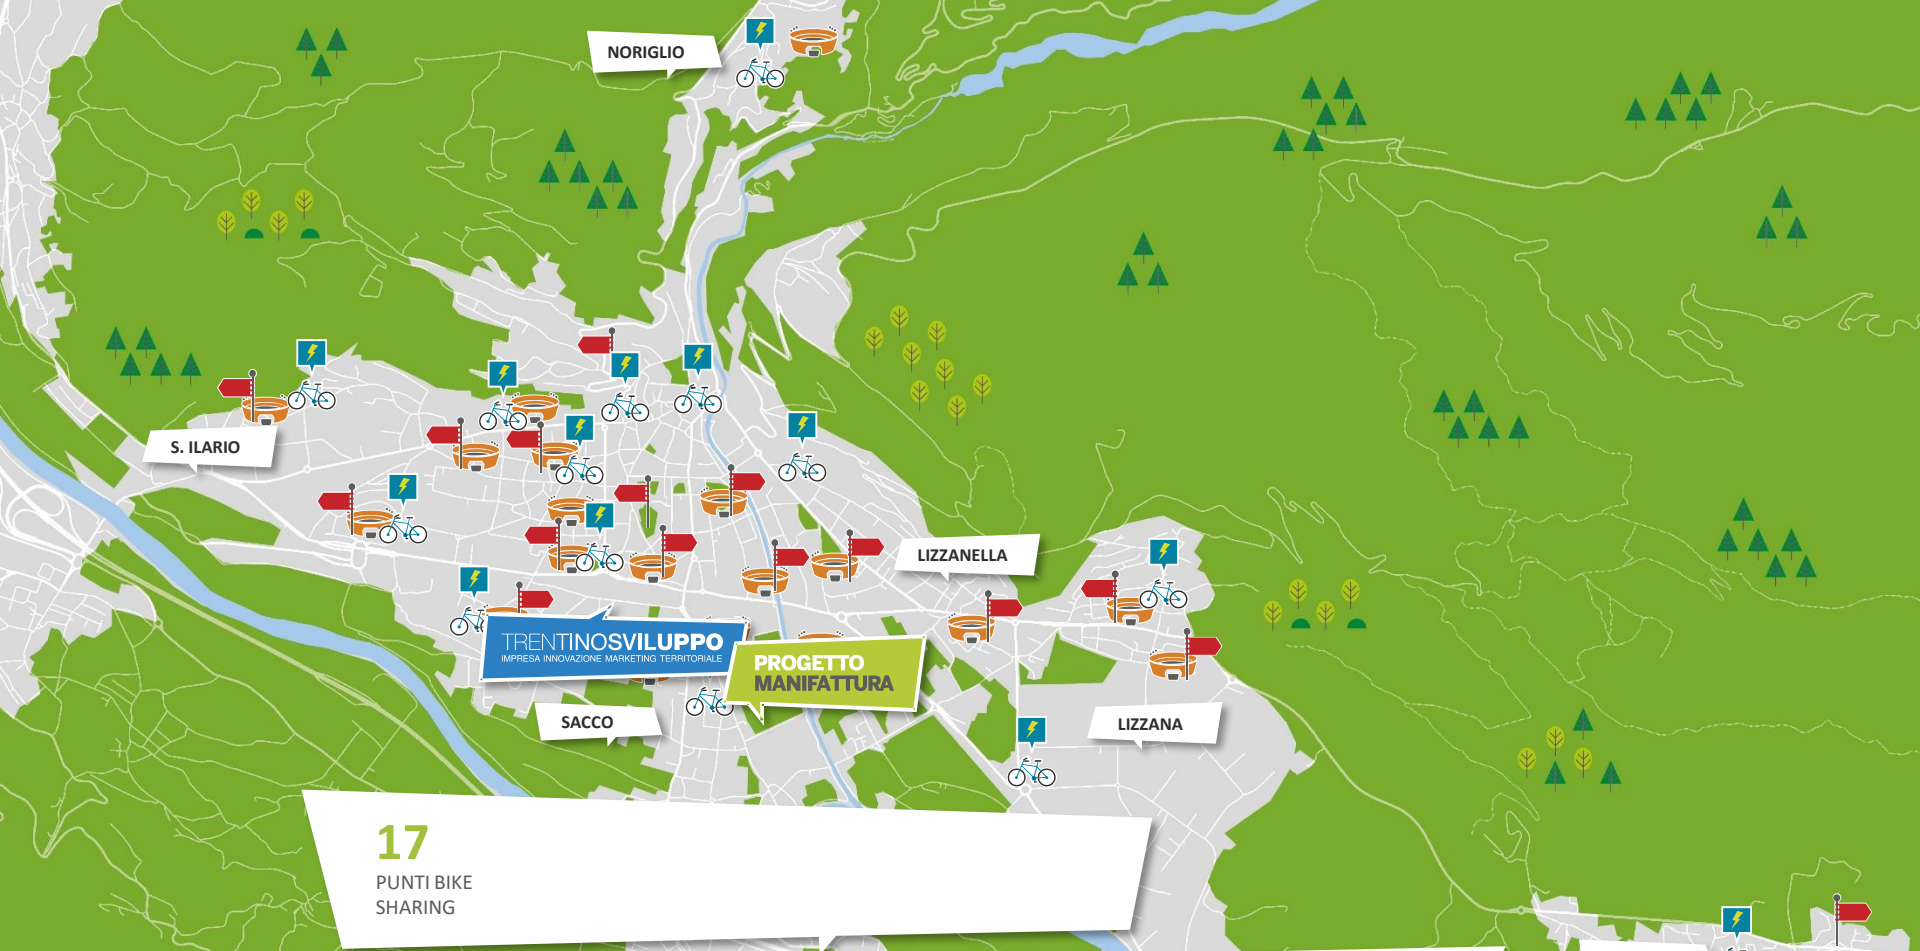 NORIGLIO
S. ILARIO
LIZZANELLA
TRENTINOSVILUPPO
IMPRESA INNOVAZIONE MARKETING TERRITORIALE
PROGETTO
MANIFATTURA
SACCO
LIZZANA
17
PUNTI BIKE
SHARING